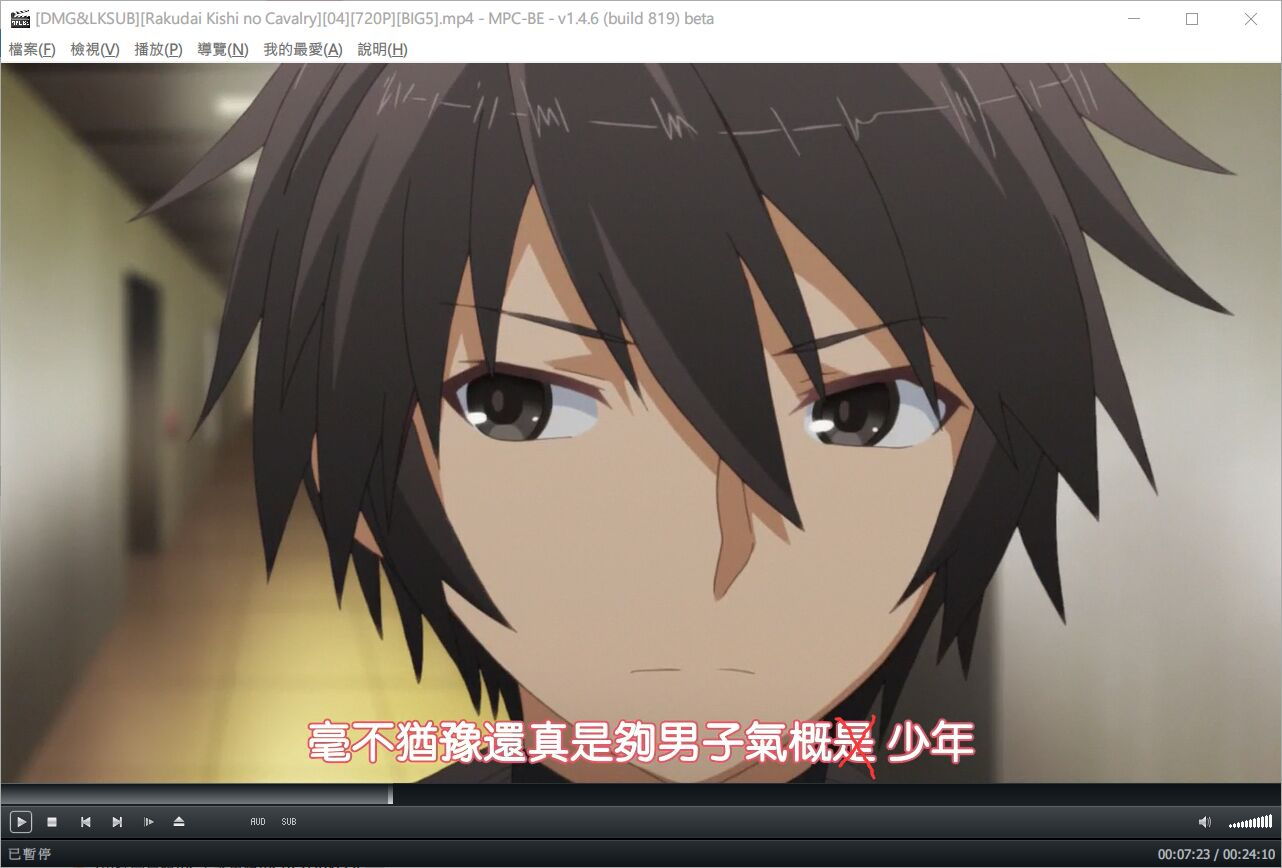 [DMG&LKSUB][Rakudai Kishi no Cavalry][04][720P][BIG5].mp4 - MPC-BE - v1.4.6 (build 819) beta
檔案(F) 檢視(V) 播放(P) 導覽(N) 我的最愛(A) 說明(H)
毫不猶豫還真是夠男子氣概是 少年
AUD SUB
已暫停 00:07:23 / 00:24:10